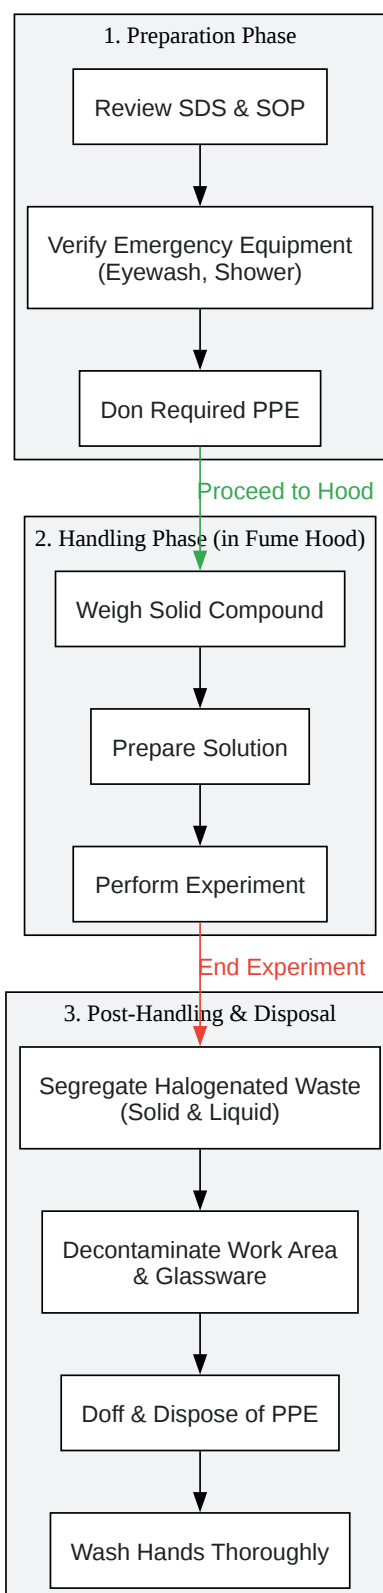 1. Preparation Phase
Review SDS & SOP
Verify Emergency Equipment
(Eyewash, Shower)
Don Required PPE
Proceed to Hood
2. Handling Phase (in Fume Hood)
Weigh Solid Compound
Prepare Solution
Perform Experiment
End Experiment
3. Post-Handling & Disposal
Segregate Halogenated Waste
(Solid & Liquid)
Decontaminate Work Area
& Glassware
Doff & Dispose of PPE
Wash Hands Thoroughly